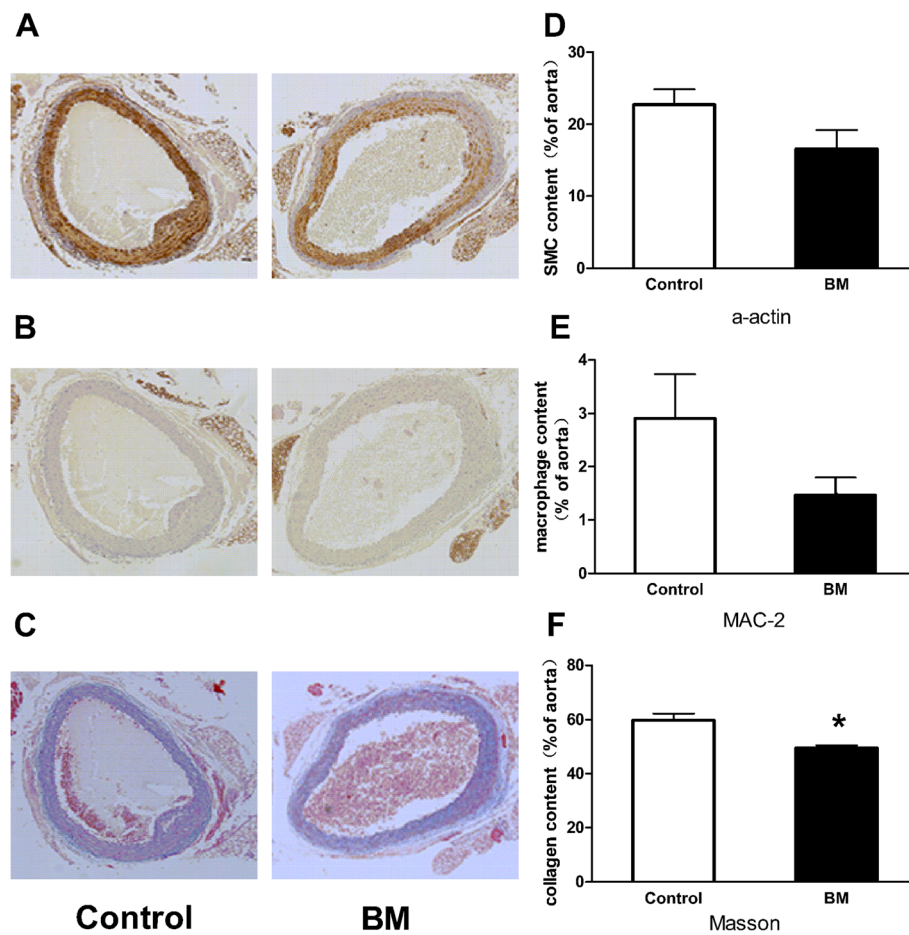 A
D
SMC content (%of aorta)
30
20
10
0
Control
BM
a-actin
B
E
macrophage content
(% of aorta)
4
3
2
1
0
Control
BM
MAC-2
C
F
collagen content (%of aorta)
80
60
40
20
0
*
Control
BM
Masson
Control
BM